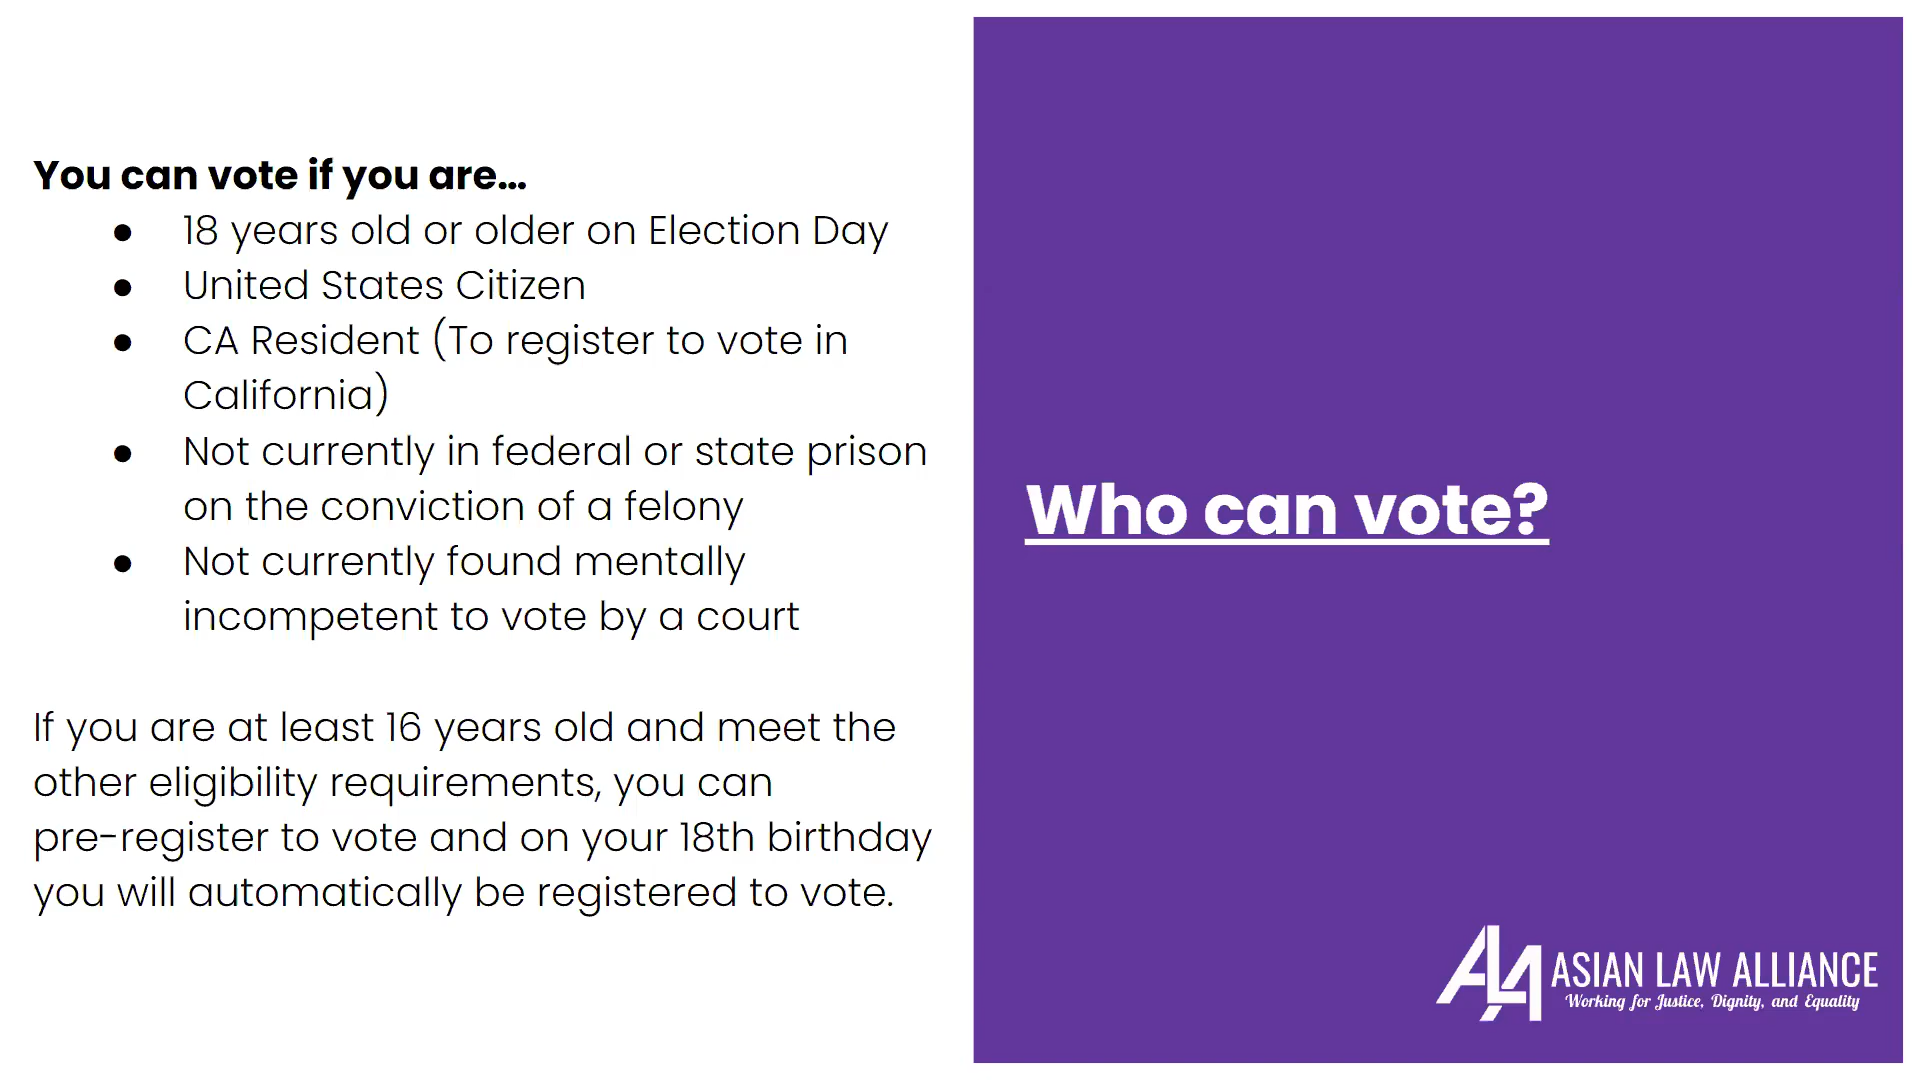 You can vote if you are...
● 18 years old or older on Election Day
● United States Citizen
● CA Resident (To register to vote in
California)
● Not currently in federal or state prison
on the conviction of a felony
● Not currently found mentally
incompetent to vote by a court
If you are at least 16 years old and meet the
other eligibility requirements, you can
pre-register to vote and on your 18th birthday
you will automatically be registered to vote.
Who can vote?
ALA
ASIAN LAW ALLIANCE
Working for Justice, Dignity, and Equality